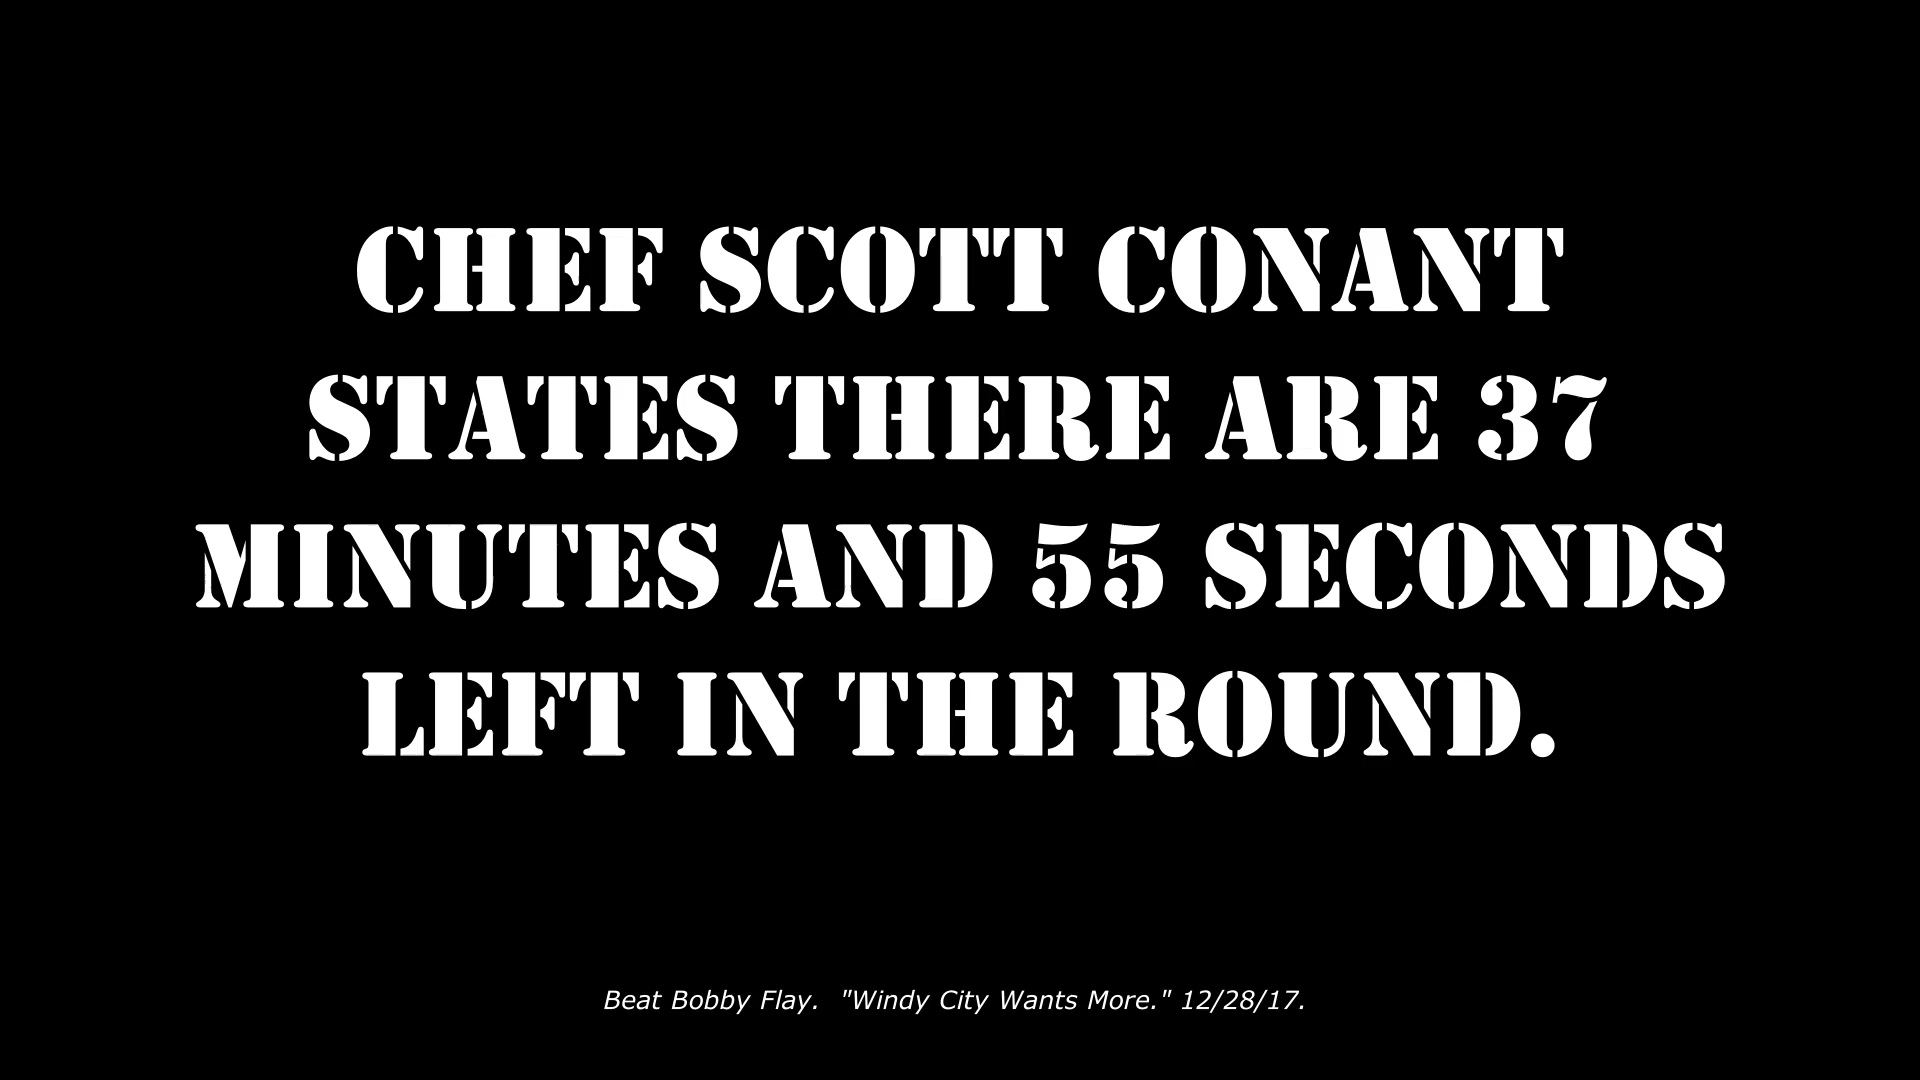 CHEF SCOTT CONANT
STATES THERE ARE 37
MINUTES AND 55 SECONDS
LEFT IN THE ROUND.
Beat Bobby Flay.  "Windy City Wants More." 12/28/17.